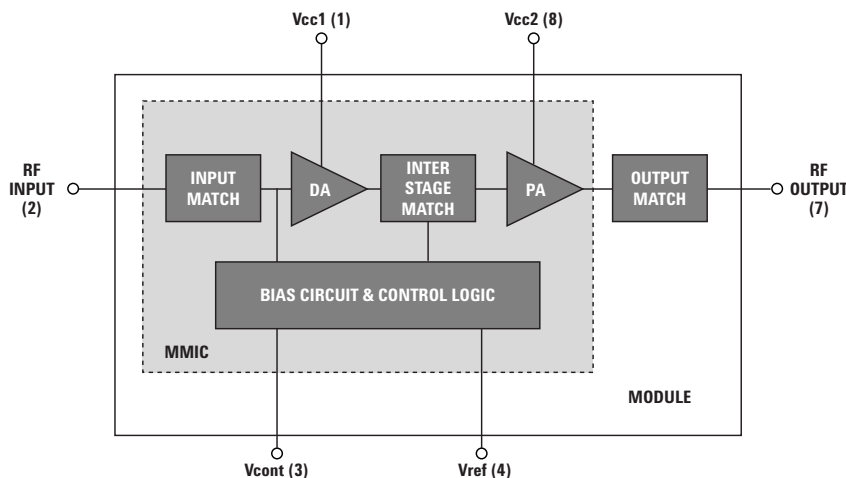 Vcc1 (1)
Vcc2 (8)
RF
INPUT
(2)
INPUT
MATCH
DA
INTER
STAGE
MATCH
PA
OUTPUT
MATCH
RF
OUTPUT
(7)
BIAS CIRCUIT & CONTROL LOGIC
MMIC
MODULE
Vcont (3)
Vref (4)